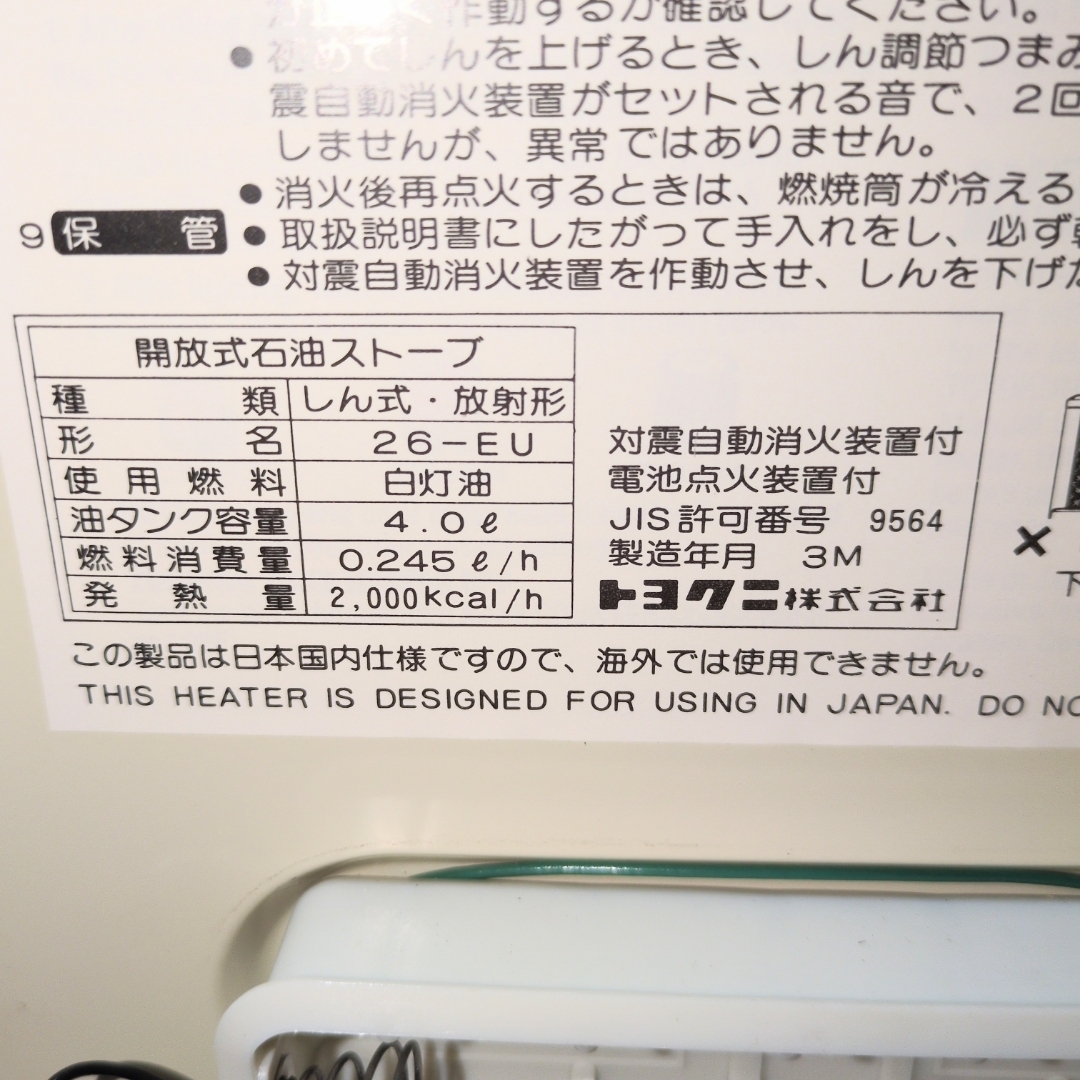 作動するか確認してください。
● 初めてしんを上げるとき、しん調節つまみ
震自動消火装置がセットされる音で、2回
しませんが、異常ではありません。
● 消火後再点火するときは、燃焼筒が冷える
9 保管 ● 取扱説明書にしたがって手入れをし、必ず乾
● 対震自動消火装置を作動させ、しんを下げた
開放式石油ストーブ
種類 しん式・放射形
形名 26-EU
使用燃料 白灯油
油タンク容量 4.0ℓ
燃料消費量 0.245ℓ/h
発熱量 2,000kcal/h
対震自動消火装置付
電池点火装置付
JIS許可番号 9564
製造年月 3M
トヨクニ株式会社
×
下
この製品は日本国内仕様ですので、海外では使用できません。
THIS HEATER IS DESIGNED FOR USING IN JAPAN. DO NO